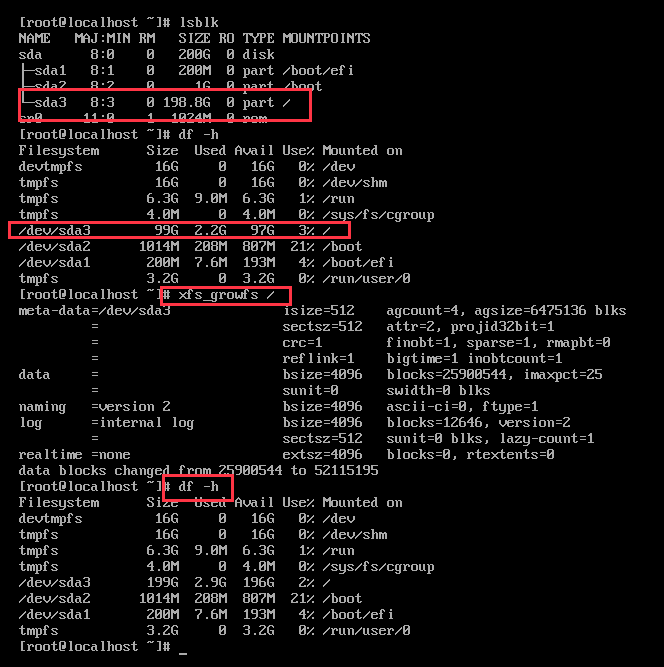 [root@localhost ~]# lsblk
NAME   MAJ:MIN RM   SIZE RO TYPE MOUNTPOINTS
sda      8:0    0   200G  0 disk
├─sda1   8:1    0   200M  0 part /boot/efi
├─sda2   8:2    0     1G  0 part /boot
└─sda3   8:3    0 198.8G  0 part /
sr0     11:0    1  1024M  0 rom
[root@localhost ~]# df -h
Filesystem      Size  Used Avail Use% Mounted on
devtmpfs         16G     0   16G   0% /dev
tmpfs            16G     0   16G   0% /dev/shm
tmpfs           6.3G  9.0M  6.3G   1% /run
tmpfs           4.0M     0  4.0M   0% /sys/fs/cgroup
/dev/sda3        99G  2.2G   97G   3% /
/dev/sda2      1014M  208M  807M  21% /boot
/dev/sda1       200M  7.6M  193M   4% /boot/efi
tmpfs           3.2G     0  3.2G   0% /run/user/0
[root@localhost ~]# xfs_growfs /
meta-data=/dev/sda3              isize=512    agcount=4, agsize=6475136 blks
         =                       sectsz=512   attr=2, projid32bit=1
         =                       crc=1        finobt=1, sparse=1, rmapbt=0
         =                       reflink=1    bigtime=1 inobtcount=1
data     =                       bsize=4096   blocks=25900544, imaxpct=25
         =                       sunit=0      swidth=0 blks
naming   =version 2              bsize=4096   ascii-ci=0, ftype=1
log      =internal log           bsize=4096   blocks=12646, version=2
         =                       sectsz=512   sunit=0 blks, lazy-count=1
realtime =none                   extsz=4096   blocks=0, rtextents=0
data blocks changed from 25900544 to 52115195
[root@localhost ~]# df -h
Filesystem      Size  Used Avail Use% Mounted on
devtmpfs         16G     0   16G   0% /dev
tmpfs            16G     0   16G   0% /dev/shm
tmpfs           6.3G  9.0M  6.3G   1% /run
tmpfs           4.0M     0  4.0M   0% /sys/fs/cgroup
/dev/sda3       199G  2.9G  196G   2% /
/dev/sda2      1014M  208M  807M  21% /boot
/dev/sda1       200M  7.6M  193M   4% /boot/efi
tmpfs           3.2G     0  3.2G   0% /run/user/0
[root@localhost ~]# _